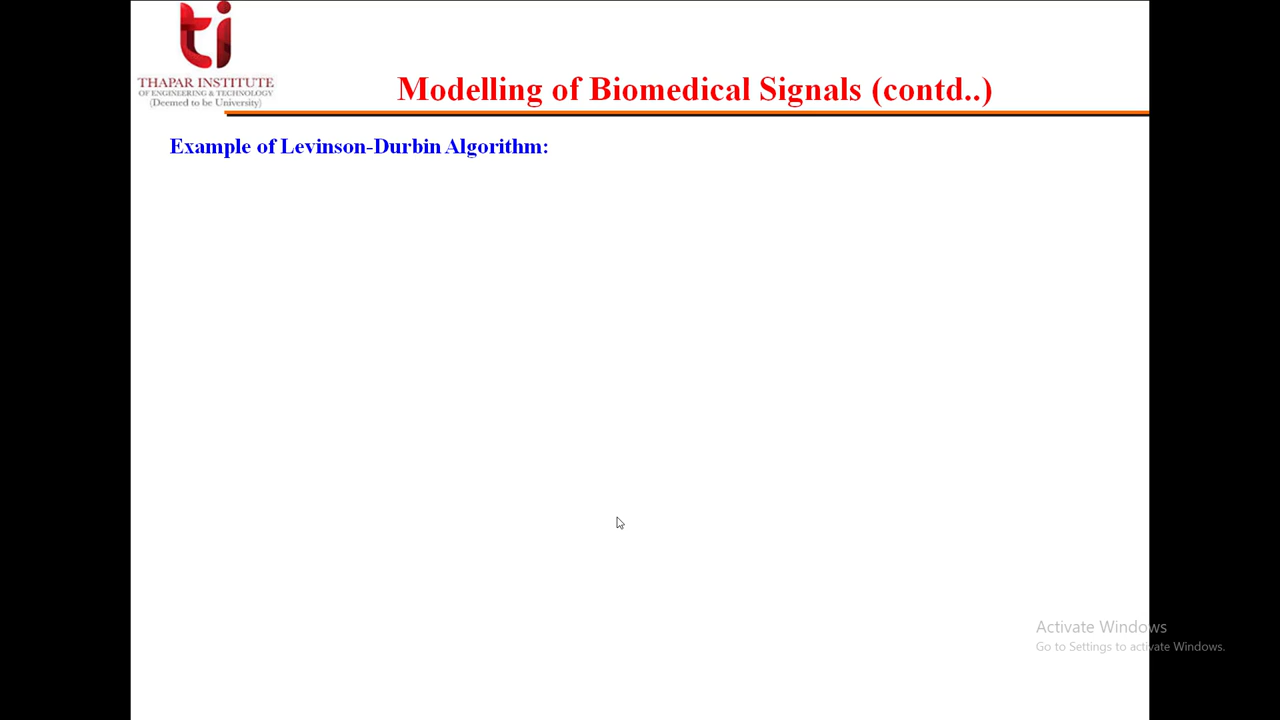 ti
THAPAR INSTITUTE
OF ENGINEERING & TECHNOLOGY
(Deemed to be University)
Modelling of Biomedical Signals (contd..)
Example of Levinson-Durbin Algorithm:
Activate Windows
Go to Settings to activate Windows.